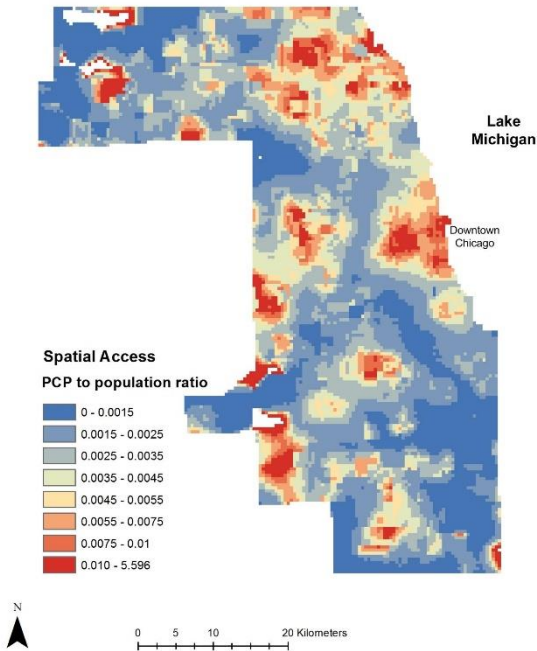 Lake
Michigan
Downtown
Chicago
Spatial Access
PCP to population ratio
0 - 0.0015
0.0015 - 0.0025
0.0025 - 0.0035
0.0035 - 0.0045
0.0045 - 0.0055
0.0055 - 0.0075
0.0075 - 0.01
0.010 - 5.596
N
0 5 10 20 Kilometers